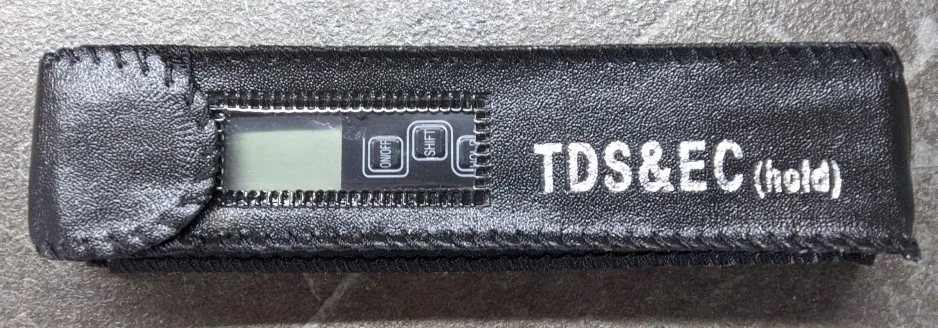 ON/OFF
SHIFT
TDS&EC (hold)